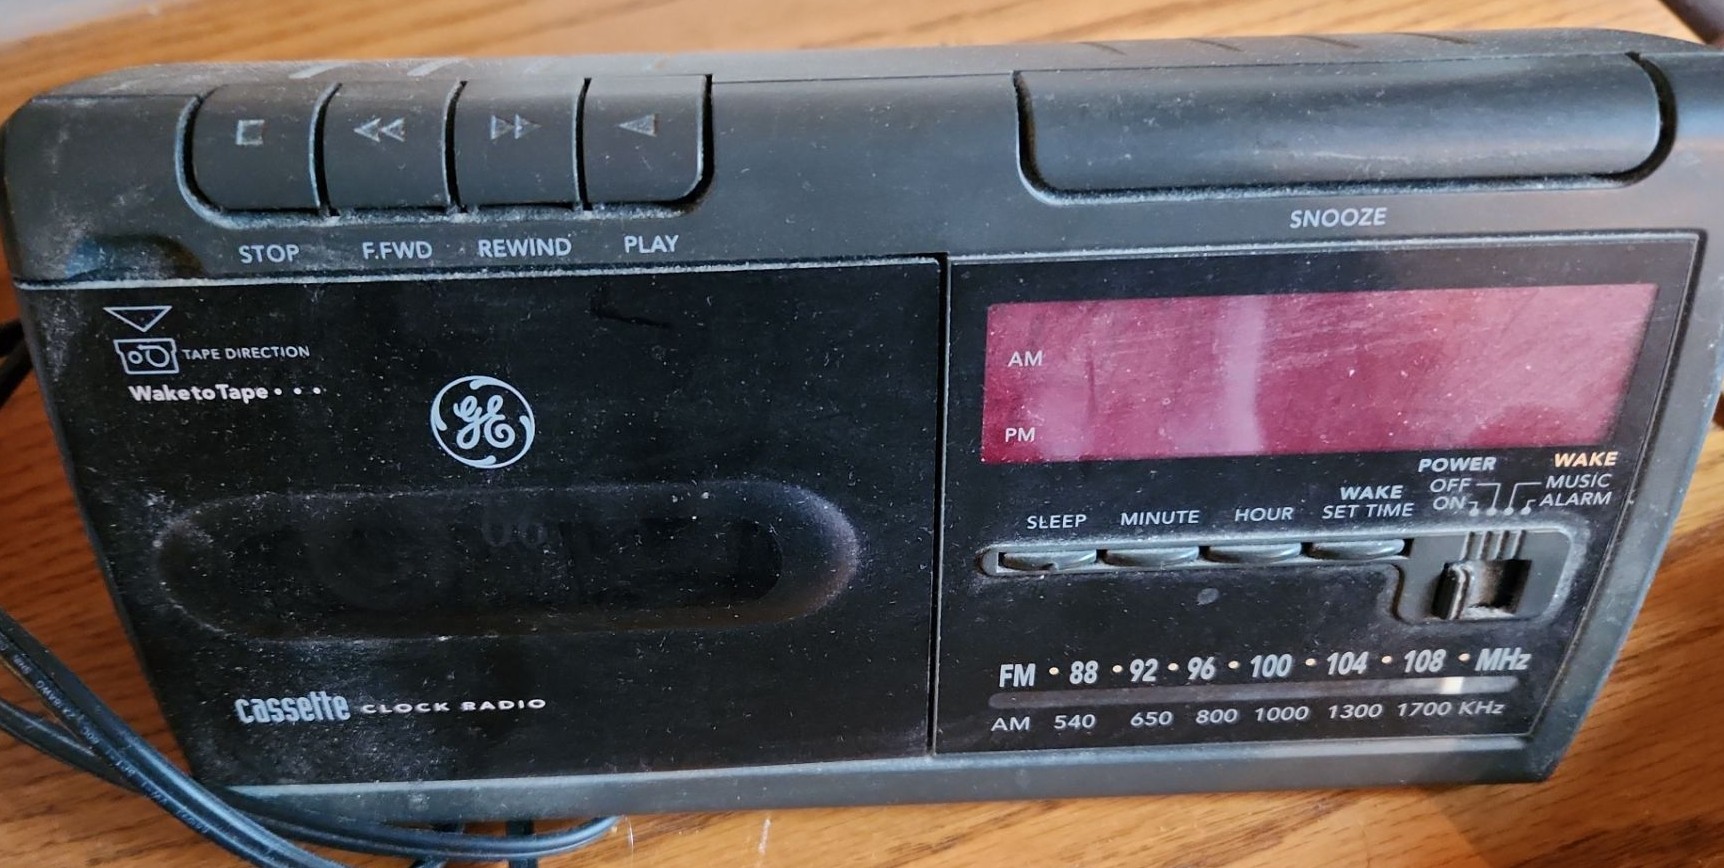 STOP F.FWD REWIND PLAY
SNOOZE
TAPE DIRECTION
WaketoTape • • •
GE
cassette CLOCK RADIO
AM
PM
POWER WAKE
OFF MUSIC
ON ALARM
SLEEP MINUTE HOUR WAKE
SET TIME
FM • 88 • 92 • 96 • 100 • 104 • 108 • MHz
AM 540 650 800 1000 1300 1700 KHz